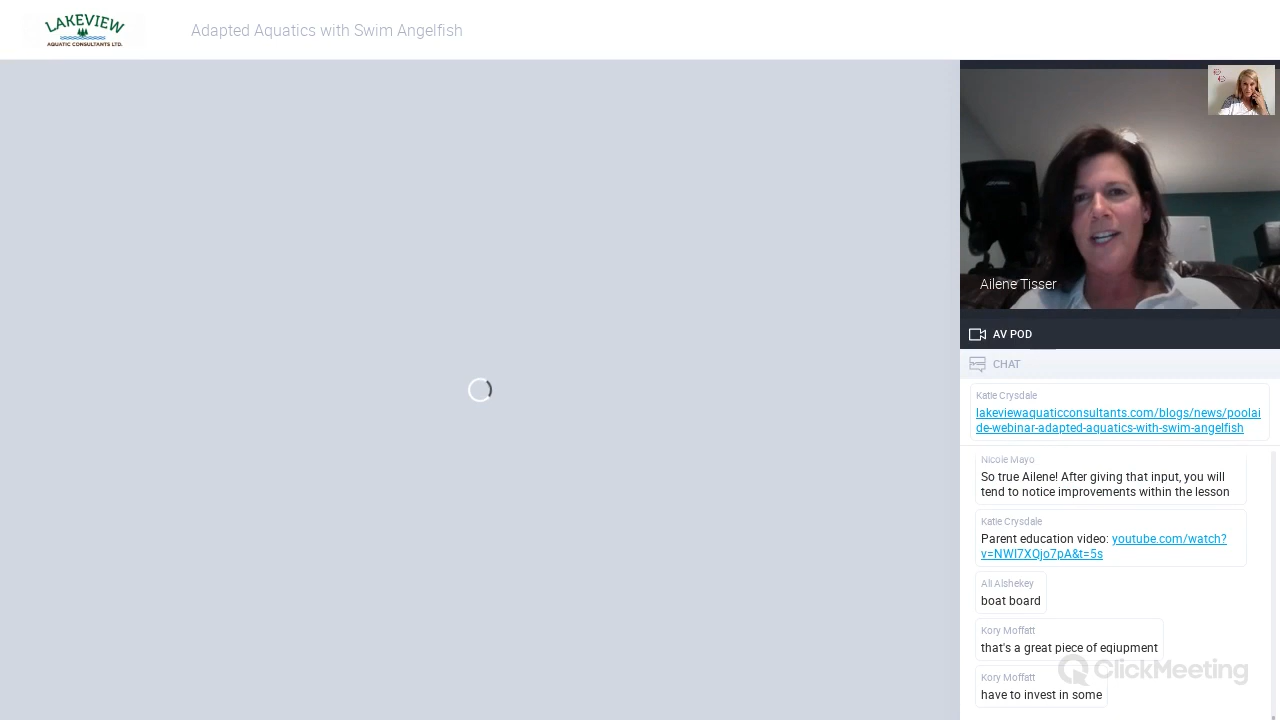 LAKEVIEW
AQUATIC CONSULTANTS LTD.
Adapted Aquatics with Swim Angelfish
Ailene Tisser
AV POD
CHAT
Katie Crysdale
lakeviewaquaticconsultants.com/blogs/news/poolai
de-webinar-adapted-aquatics-with-swim-angelfish
Nicole Mayo
So true Ailene! After giving that input, you will
tend to notice improvements within the lesson
Katie Crysdale
Parent education video: youtube.com/watch?
v=NWI7XQjo7pA&t=5s
Ali Alshekey
boat board
Kory Moffatt
that's a great piece of eqiupment
ClickMeeting
Kory Moffatt
have to invest in some